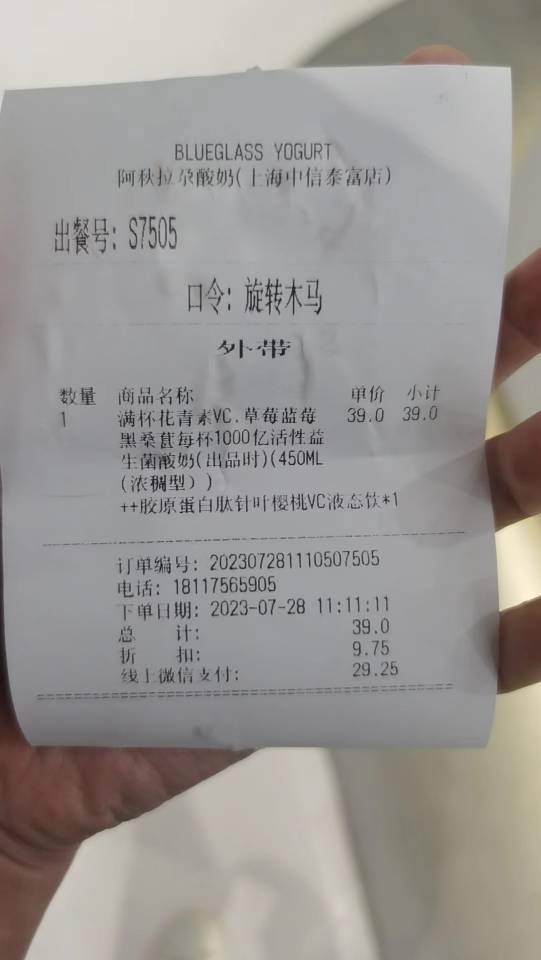 BLUEGLASS YOGURT
阿秋拉尕酸奶(上海中信泰富店)
出餐号: S7505
口令: 旋转木马
外带
数量 商品名称 单价 小计
1 满杯花青素VC.草莓蓝莓 39.0 39.0
黑桑葚每杯1000亿活性益
生菌酸奶(出品时)(450ML
(浓稠型))
++胶原蛋白肽针叶樱桃VC液态饮*1
订单编号: 202307281110507505
电话: 18117565905
下单日期: 2023-07-28 11:11:11
总 计: 39.0
折 扣: 9.75
线上微信支付: 29.25